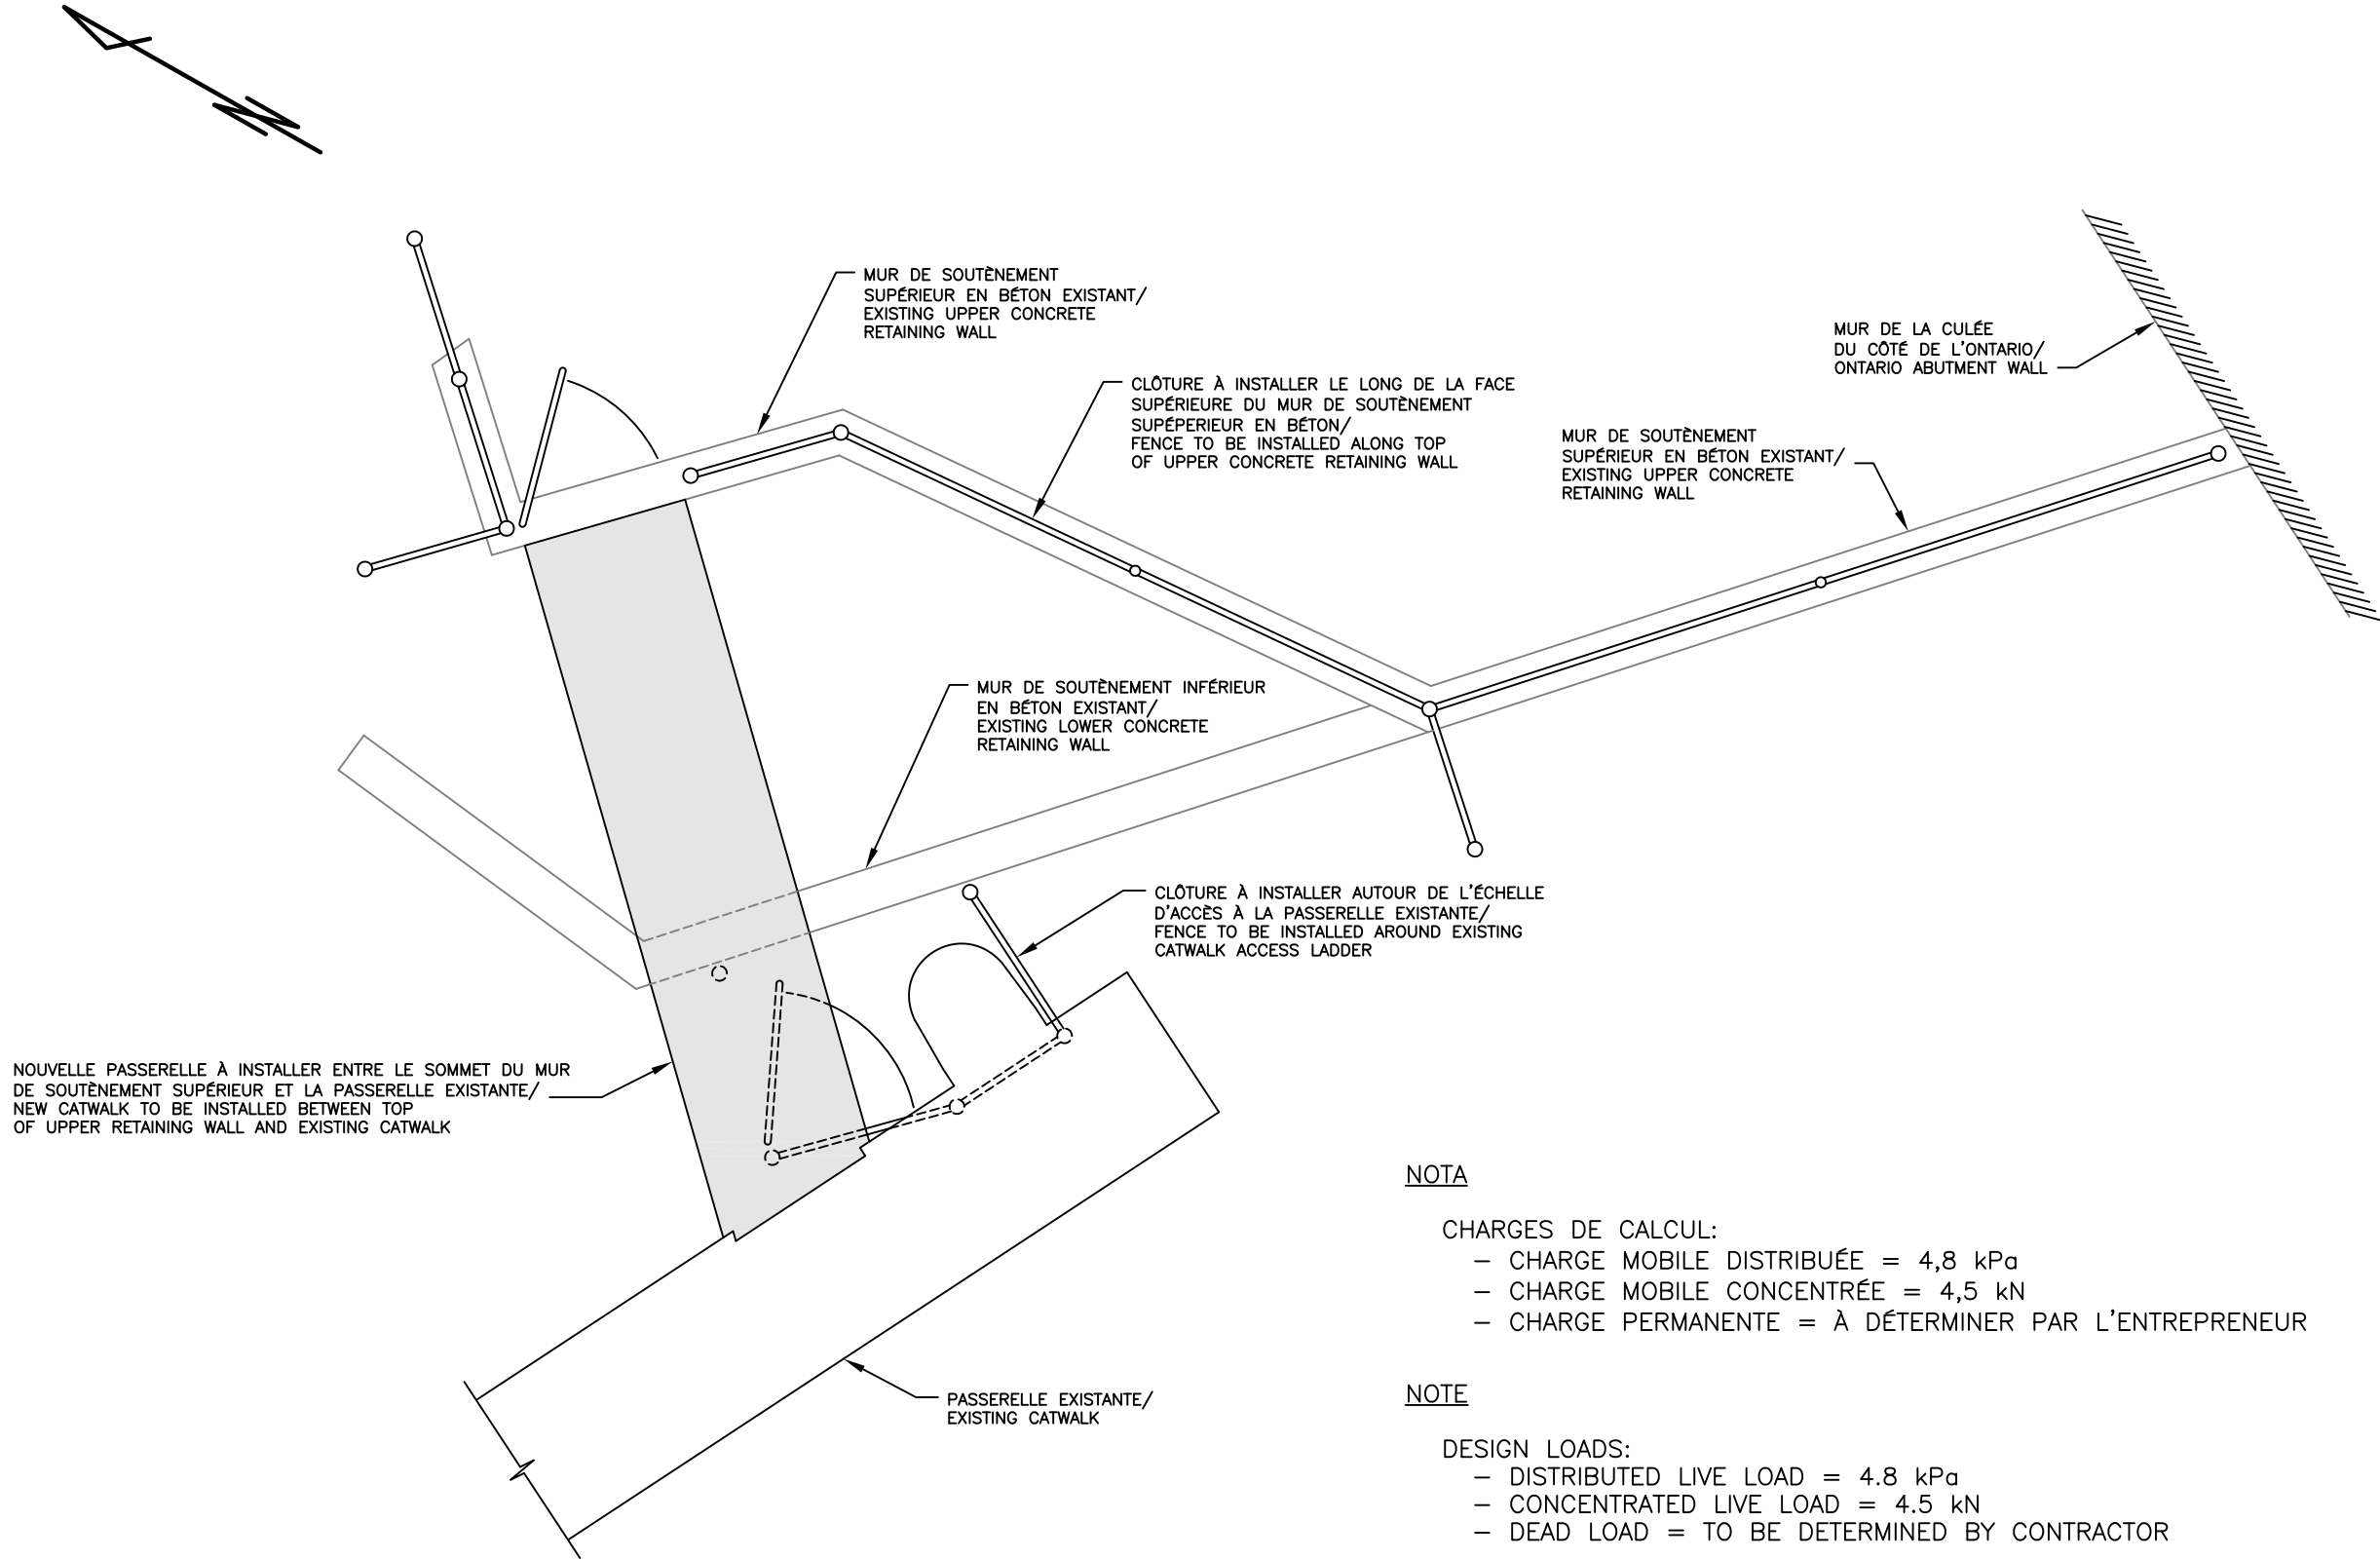 MUR DE SOUTÈNEMENT
SUPÉRIEUR EN BÉTON EXISTANT/
EXISTING UPPER CONCRETE
RETAINING WALL
MUR DE LA CULÉE
DU CÔTÉ DE L'ONTARIO/
ONTARIO ABUTMENT WALL
CLÔTURE À INSTALLER LE LONG DE LA FACE
SUPÉRIEURE DU MUR DE SOUTÈNEMENT
SUPÉPERIEUR EN BÉTON/
FENCE TO BE INSTALLED ALONG TOP
OF UPPER CONCRETE RETAINING WALL
MUR DE SOUTÈNEMENT
SUPÉRIEUR EN BÉTON EXISTANT/
EXISTING UPPER CONCRETE
RETAINING WALL
MUR DE SOUTÈNEMENT INFÉRIEUR
EN BÉTON EXISTANT/
EXISTING LOWER CONCRETE
RETAINING WALL
CLÔTURE À INSTALLER AUTOUR DE L'ÉCHELLE
D'ACCÈS À LA PASSERELLE EXISTANTE/
FENCE TO BE INSTALLED AROUND EXISTING
CATWALK ACCESS LADDER
NOUVELLE PASSERELLE À INSTALLER ENTRE LE SOMMET DU MUR
DE SOUTÈNEMENT SUPÉRIEUR ET LA PASSERELLE EXISTANTE/
NEW CATWALK TO BE INSTALLED BETWEEN TOP
OF UPPER RETAINING WALL AND EXISTING CATWALK
PASSERELLE EXISTANTE/
EXISTING CATWALK
NOTA
CHARGES DE CALCUL:
– CHARGE MOBILE DISTRIBUÉE = 4,8 kPa
– CHARGE MOBILE CONCENTRÉE = 4,5 kN
– CHARGE PERMANENTE = À DÉTERMINER PAR L'ENTREPRENEUR
NOTE
DESIGN LOADS:
– DISTRIBUTED LIVE LOAD = 4.8 kPa
– CONCENTRATED LIVE LOAD = 4.5 kN
– DEAD LOAD = TO BE DETERMINED BY CONTRACTOR